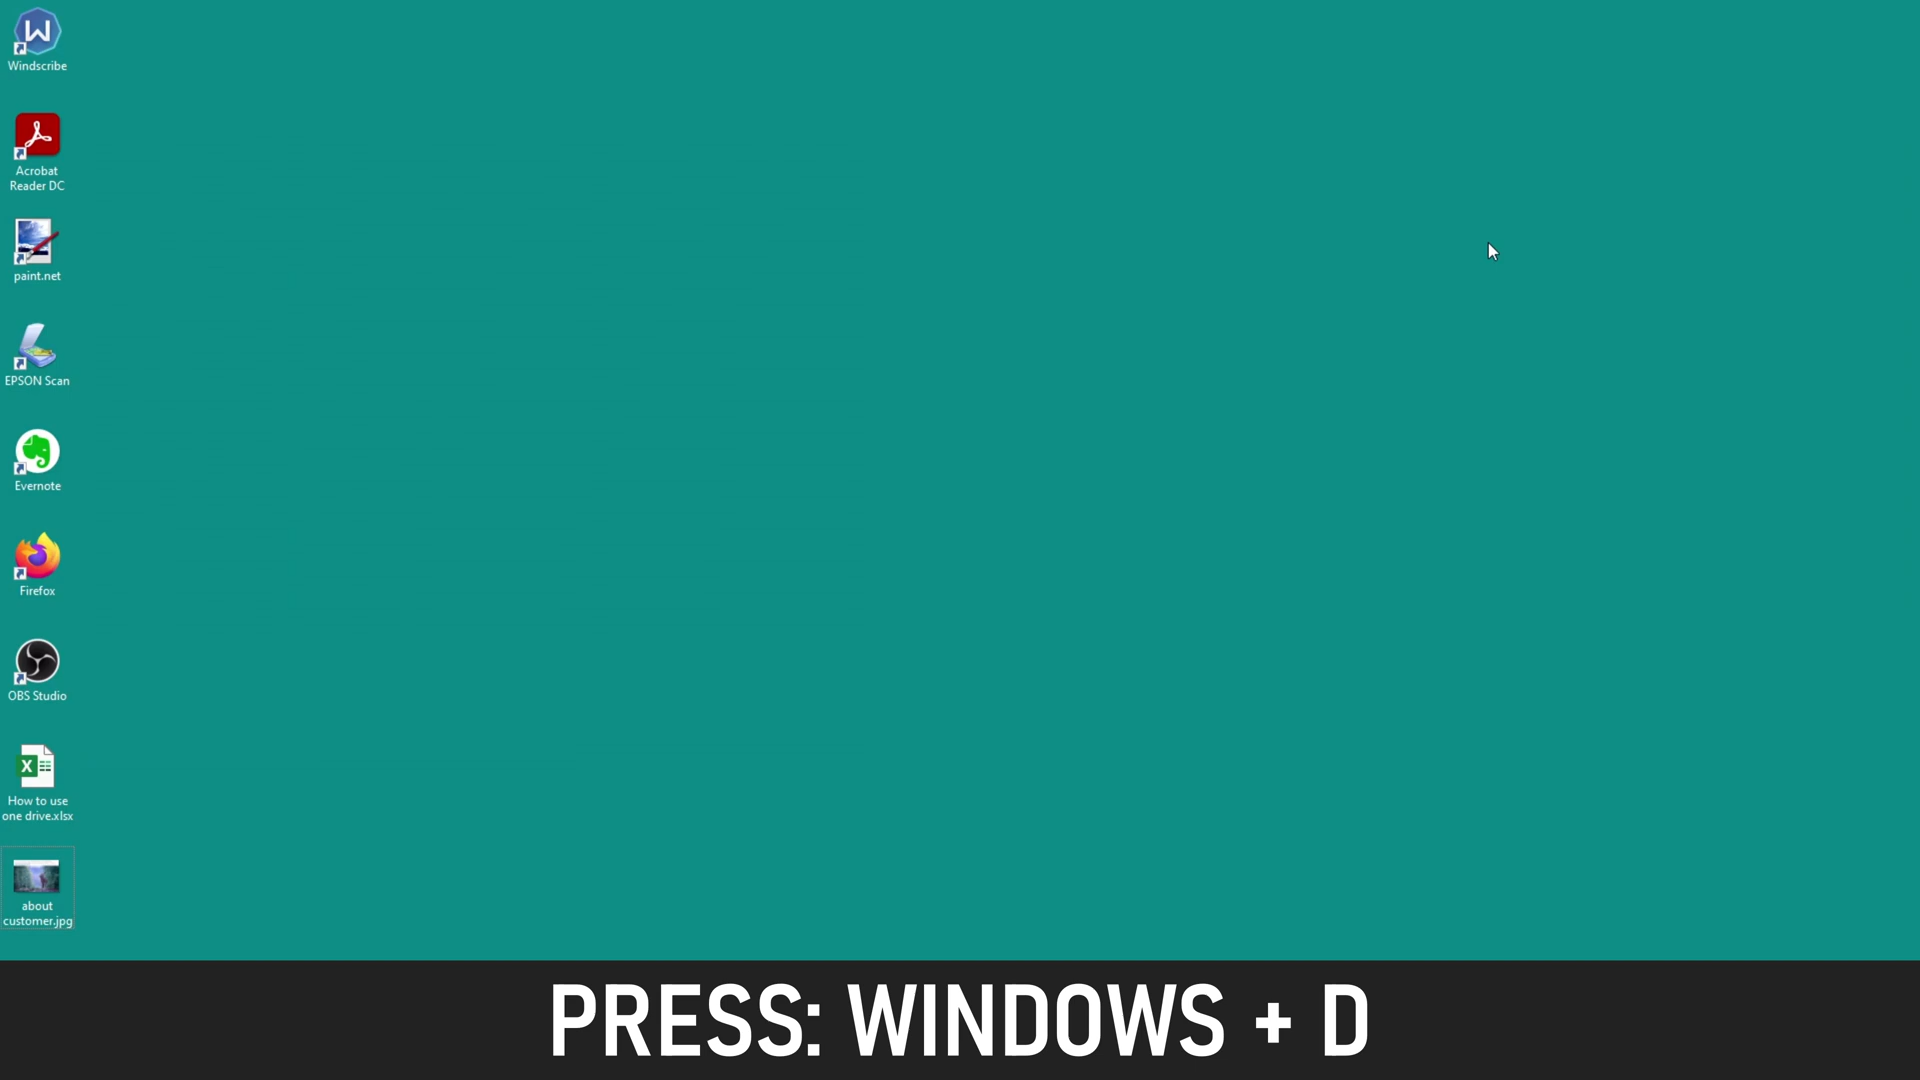 Windscribe
Acrobat
Reader DC
paint.net
EPSON Scan
Evernote
Firefox
OBS Studio
How to use
one drive.xlsx
about
customer.jpg
PRESS: WINDOWS + D